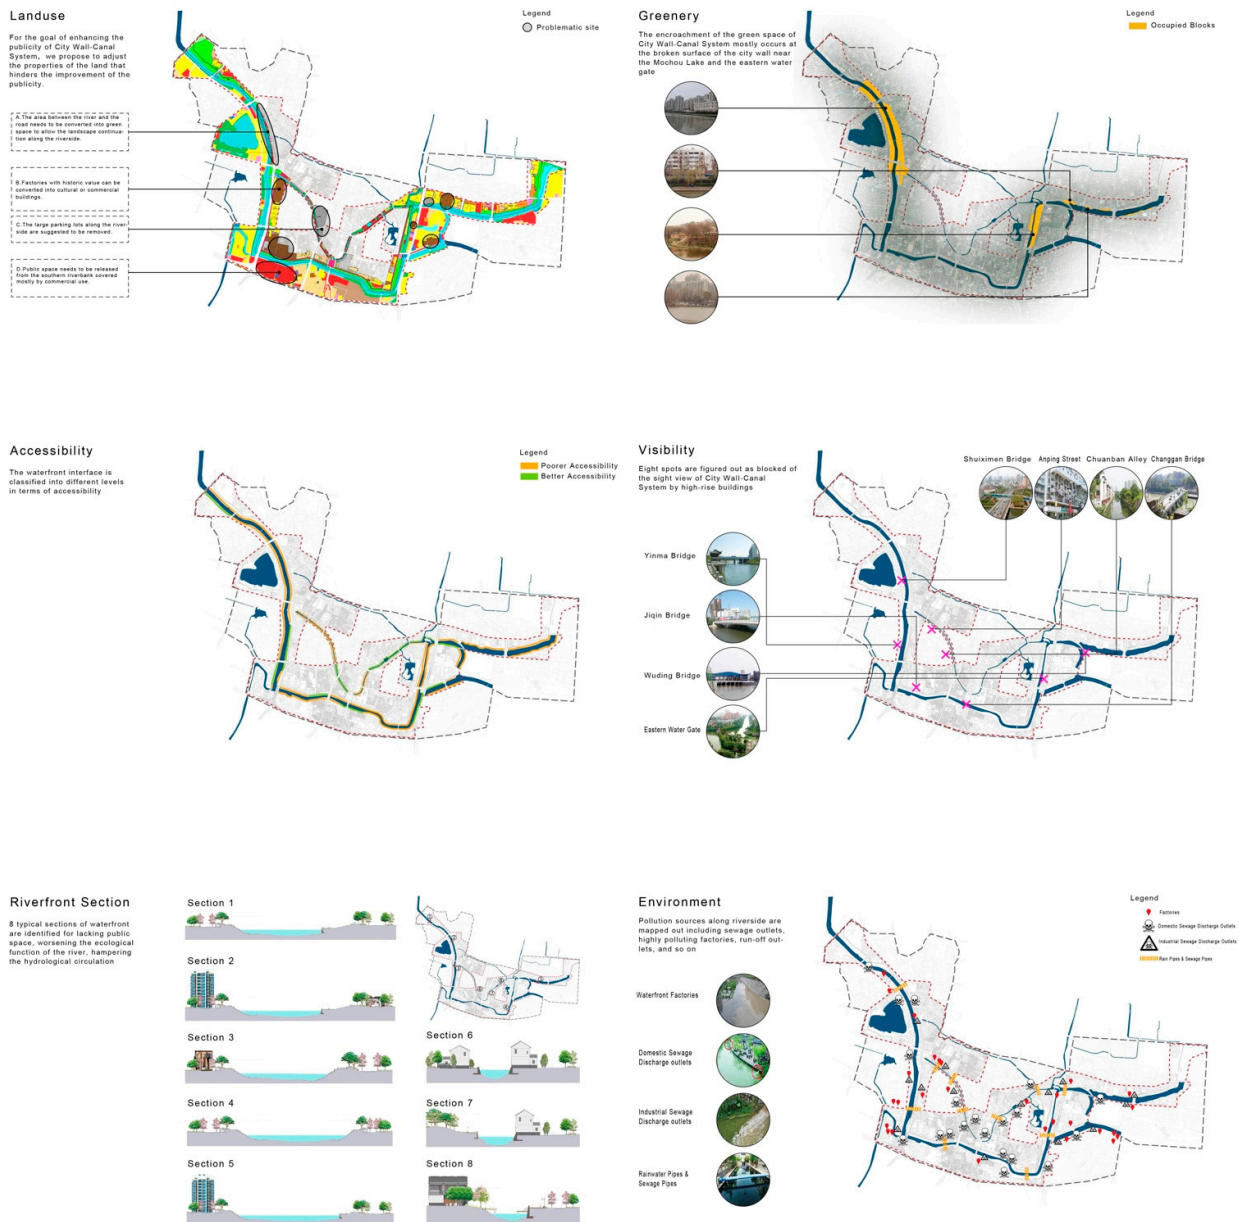 Landuse
For the goal of enhancing the
publicity of City Wall-Canal
System, we propose to adjust
the properties of the land that
hinders the improvement of the
publicity.
Legend
Problematic site
A.The area between the river and the
road needs to be converted into green
space to allow the landscape continua-
tion along the riverside.
B.Factories with historic value can be
converted into cultural or commercial
buildings.
C.The large parking lots along the river
side are suggested to be removed.
D.Public space needs to be released
from the southern riverbank covered
mostly by commercial use.
Greenery
The encroachment of the green space of
City Wall-Canal System mostly occurs at
the broken surface of the city wall near
the Mochou Lake and the eastern water
gate
Legend
Occupied Blocks
Accessibility
The waterfront interface is
classified into different levels
in terms of accessibility
Legend
Poorer Accessibility
Better Accessibility
Visibility
Eight spots are figured out as blocked of
the sight view of City Wall-Canal
System by high-rise buildings
Shuiximen Bridge
Anping Street
Chuanban Alley
Changgan Bridge
Yinma Bridge
Jiqin Bridge
Wuding Bridge
Eastern Water Gate
Riverfront Section
8 typical sections of waterfront
are identified for lacking public
space, worsening the ecological
function of the river, hampering
the hydrological circulation
Section 1
Section 2
Section 3
Section 4
Section 5
Section 6
Section 7
Section 8
Environment
Pollution sources along riverside are
mapped out including sewage outlets,
highly polluting factories, run-off out-
lets, and so on
Legend
Factories
Domestic Sewage Discharge Outlets
Industrial Sewage Discharge Outlets
Rain Pipes & Sewage Pipes
Waterfront Factories
Domestic Sewage
Discharge outlets
Industrial Sewage
Discharge outlets
Rainwater Pipes &
Sewage Pipes